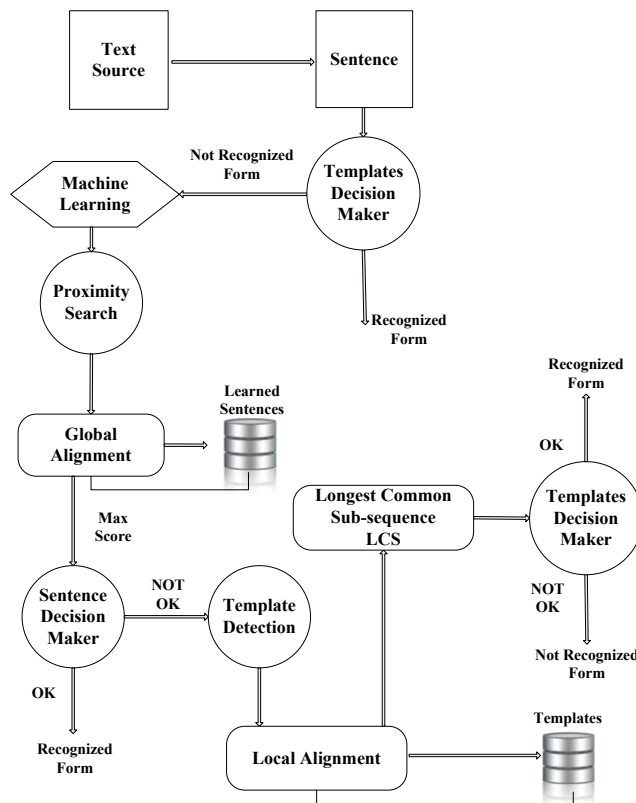 Text
Source
Sentence
Not Recognized
Form
Templates
Decision
Maker
Machine
Learning
Proximity
Search
Recognized
Form
Learned
Sentences
Global
Alignment
Recognized
Form
OK
Longest Common
Sub-sequence
LCS
Templates
Decision
Maker
Max
Score
Sentence
Decision
Maker
NOT
OK
Template
Detection
NOT
OK
Not Recognized
Form
OK
Recognized
Form
Local Alignment
Templates